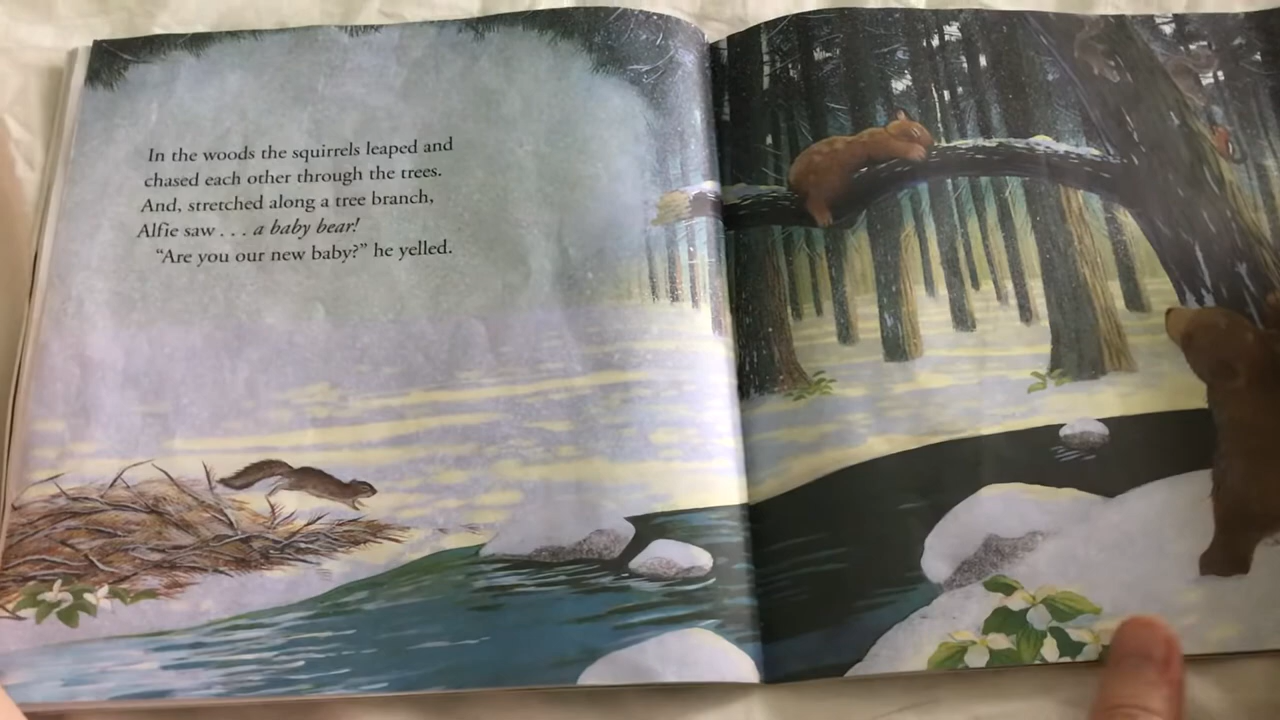 In the woods the squirrels leaped and
chased each other through the trees.
And, stretched along a tree branch,
Alfie saw . . . a baby bear!
“Are you our new baby?” he yelled.